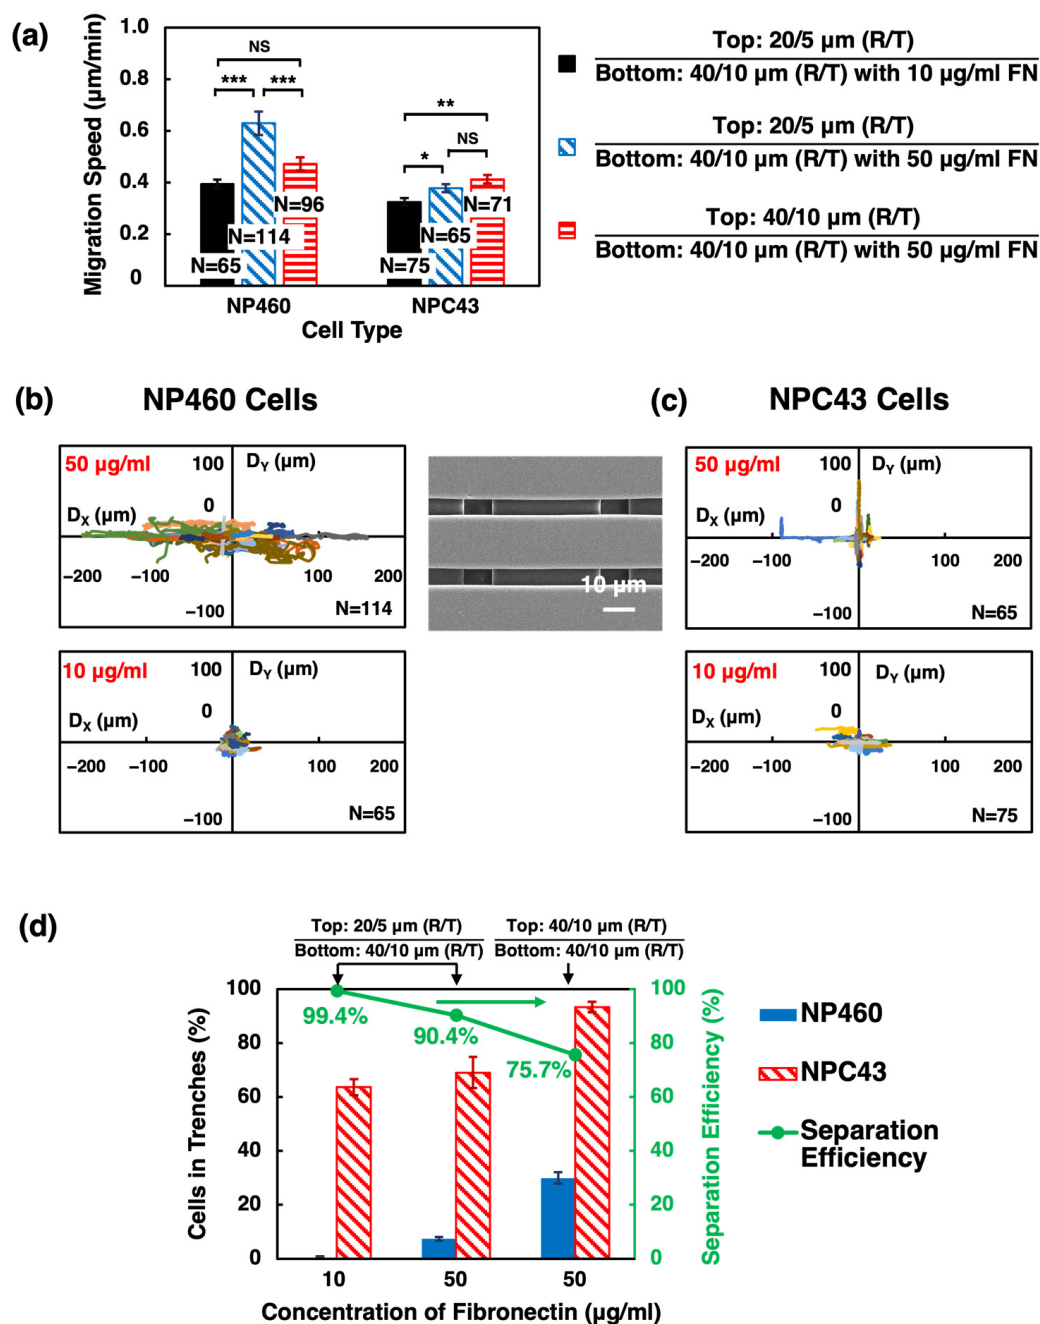 (a)
Migration Speed (µm/min)
1.0
0.8
0.6
0.4
0.2
0
NS
*** ***
N=65
N=114
N=96
**
NS
*
N=75
N=65
N=71
NP460 NPC43
Cell Type
Top: 20/5 µm (R/T)
Bottom: 40/10 µm (R/T) with 10 µg/ml FN
Top: 20/5 µm (R/T)
Bottom: 40/10 µm (R/T) with 50 µg/ml FN
Top: 40/10 µm (R/T)
Bottom: 40/10 µm (R/T) with 50 µg/ml FN
(b) NP460 Cells
50 µg/ml 100 D_Y (µm)
D_X (µm) 0
−200 −100 100 200
−100 N=114
10 µg/ml 100 D_Y (µm)
D_X (µm) 0
−200 −100 100 200
−100 N=65
10 µm
(c) NPC43 Cells
50 µg/ml 100 D_Y (µm)
D_X (µm) 0
−200 −100 100 200
−100 N=65
10 µg/ml 100 D_Y (µm)
D_X (µm) 0
−200 −100 100 200
−100 N=75
(d)
Top: 20/5 µm (R/T)
Bottom: 40/10 µm (R/T)
Top: 40/10 µm (R/T)
Bottom: 40/10 µm (R/T)
Cells in Trenches (%)
100
80
60
40
20
0
99.4%
90.4%
75.7%
100
80
60
40
20
0
Separation Efficiency (%)
10 50 50
Concentration of Fibronectin (µg/ml)
NP460
NPC43
Separation
Efficiency